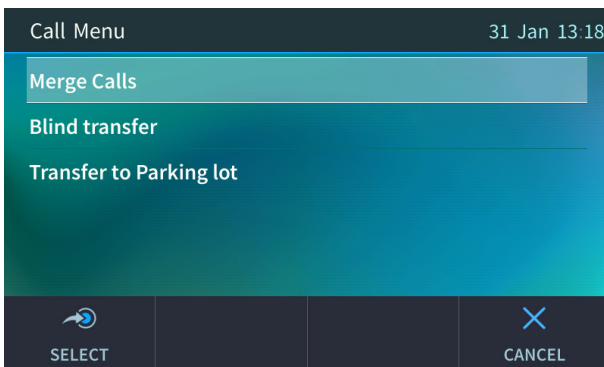 Call Menu 31 Jan 13:18
Merge Calls
Blind transfer
Transfer to Parking lot
SELECT CANCEL